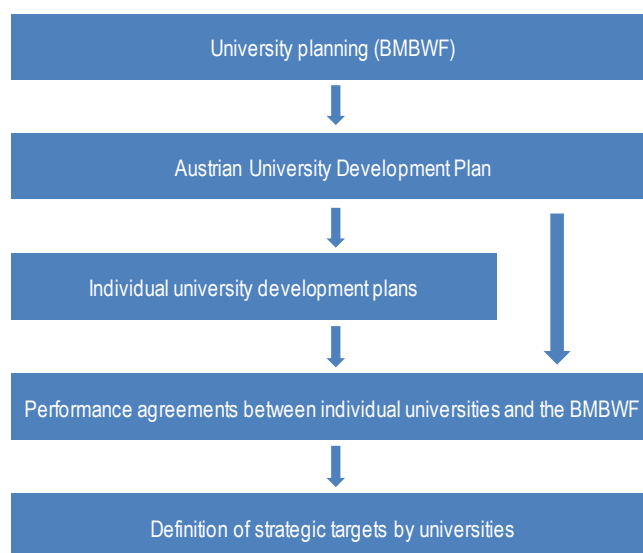 University planning (BMBWF)
Austrian University Development Plan
Individual university development plans
Performance agreements between individual universities and the BMBWF
Definition of strategic targets by universities